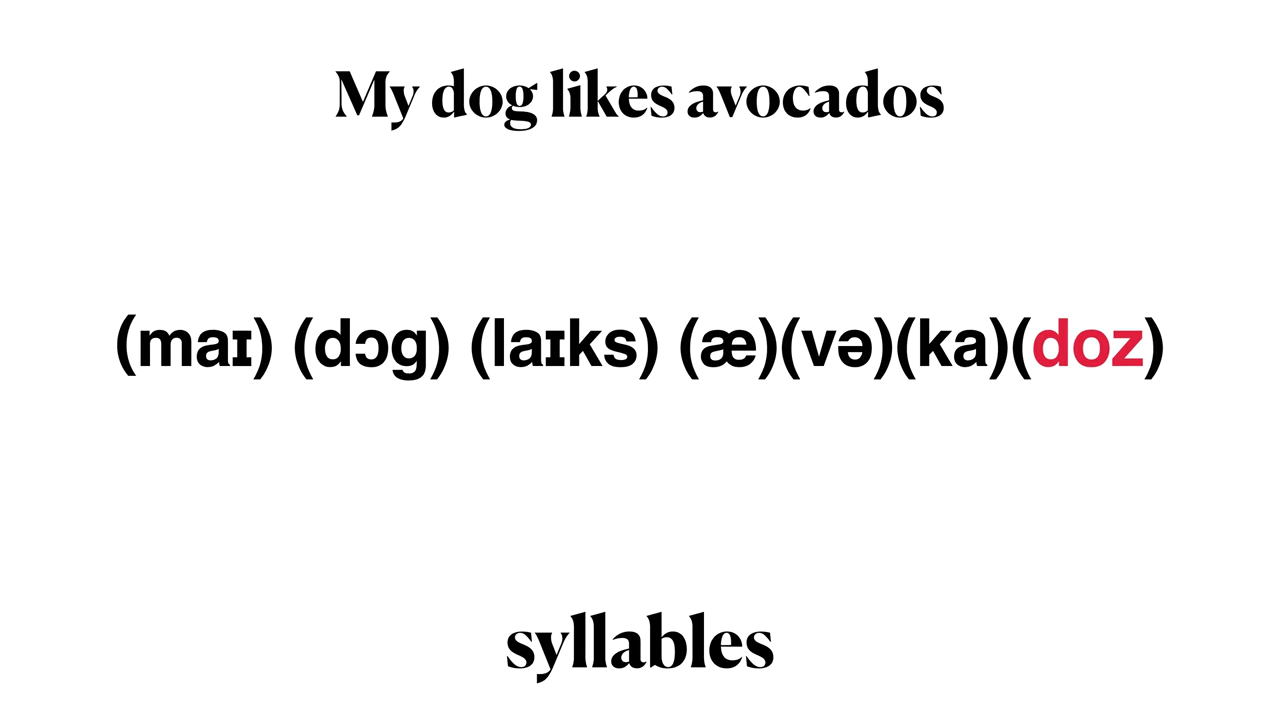 My dog likes avocados
(maɪ) (dɔg) (laɪks) (æ)(və)(ka)(doz)
syllables